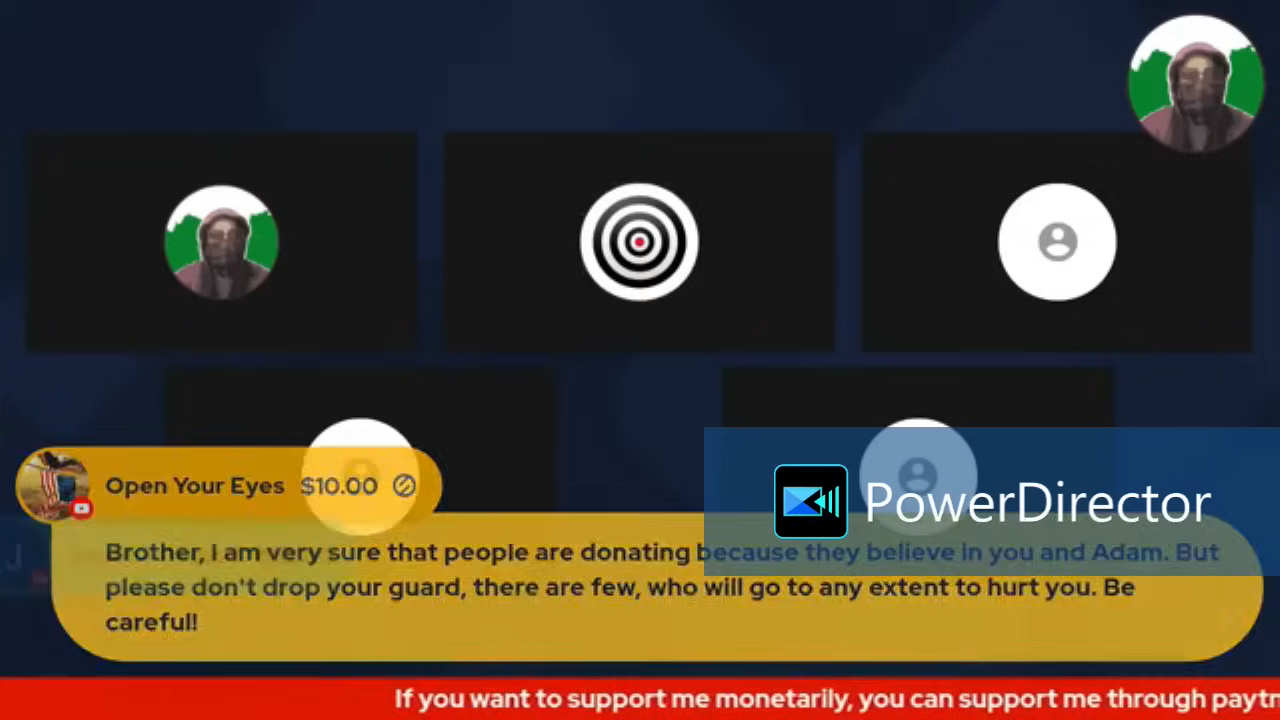 Open Your Eyes $10.00
PowerDirector
Brother, I am very sure that people are donating because they believe in you and Adam. But
please don't drop your guard, there are few, who will go to any extent to hurt you. Be
careful!
If you want to support me monetarily, you can support me through paytm